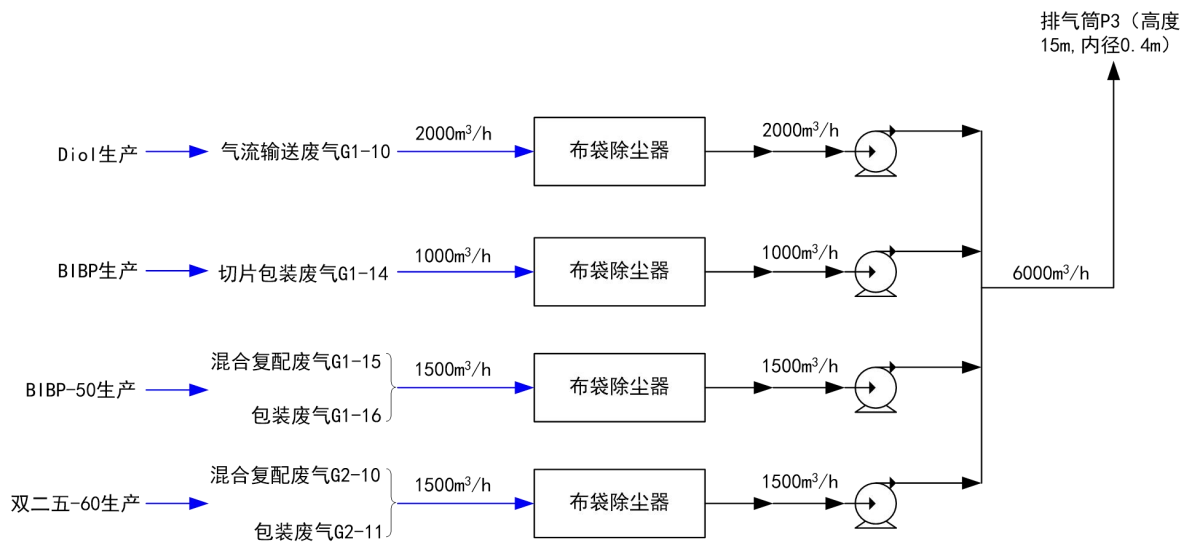 排气筒P3（高度
15m,内径0.4m）
Diol生产
气流输送废气G1-10
2000m³/h
布袋除尘器
2000m³/h
BIBP生产
切片包装废气G1-14
1000m³/h
布袋除尘器
1000m³/h
6000m³/h
BIBP-50生产
混合复配废气G1-15
包装废气G1-16
1500m³/h
布袋除尘器
1500m³/h
双二五-60生产
混合复配废气G2-10
包装废气G2-11
1500m³/h
布袋除尘器
1500m³/h